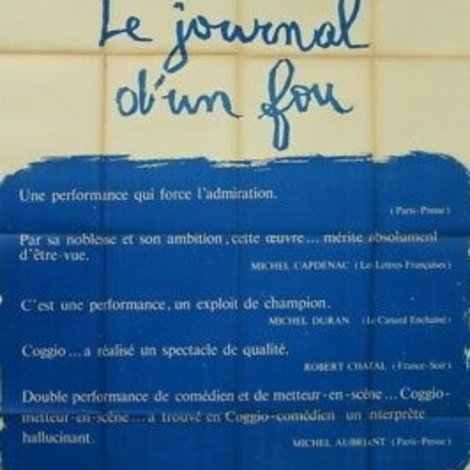 Le journal
d'un fou
Une performance qui force l'admiration.
(Paris-Presse)
Par sa noblesse et son ambition, cette œuvre... mérite absolument
d'être vue.
MICHEL CAPDENAC (Les Lettres Françaises)
C'est une performance, un exploit de champion.
MICHEL DURAN (Le Canard Enchaîné)
Coggio... a réalisé un spectacle de qualité.
ROBERT CHAZAL (France-Soir)
Double performance de comédien et de metteur-en-scène... Coggio-
metteur-en-scène... a trouvé en Coggio-comédien un interprète
hallucinant.
MICHEL AUBRIANT (Paris-Presse)